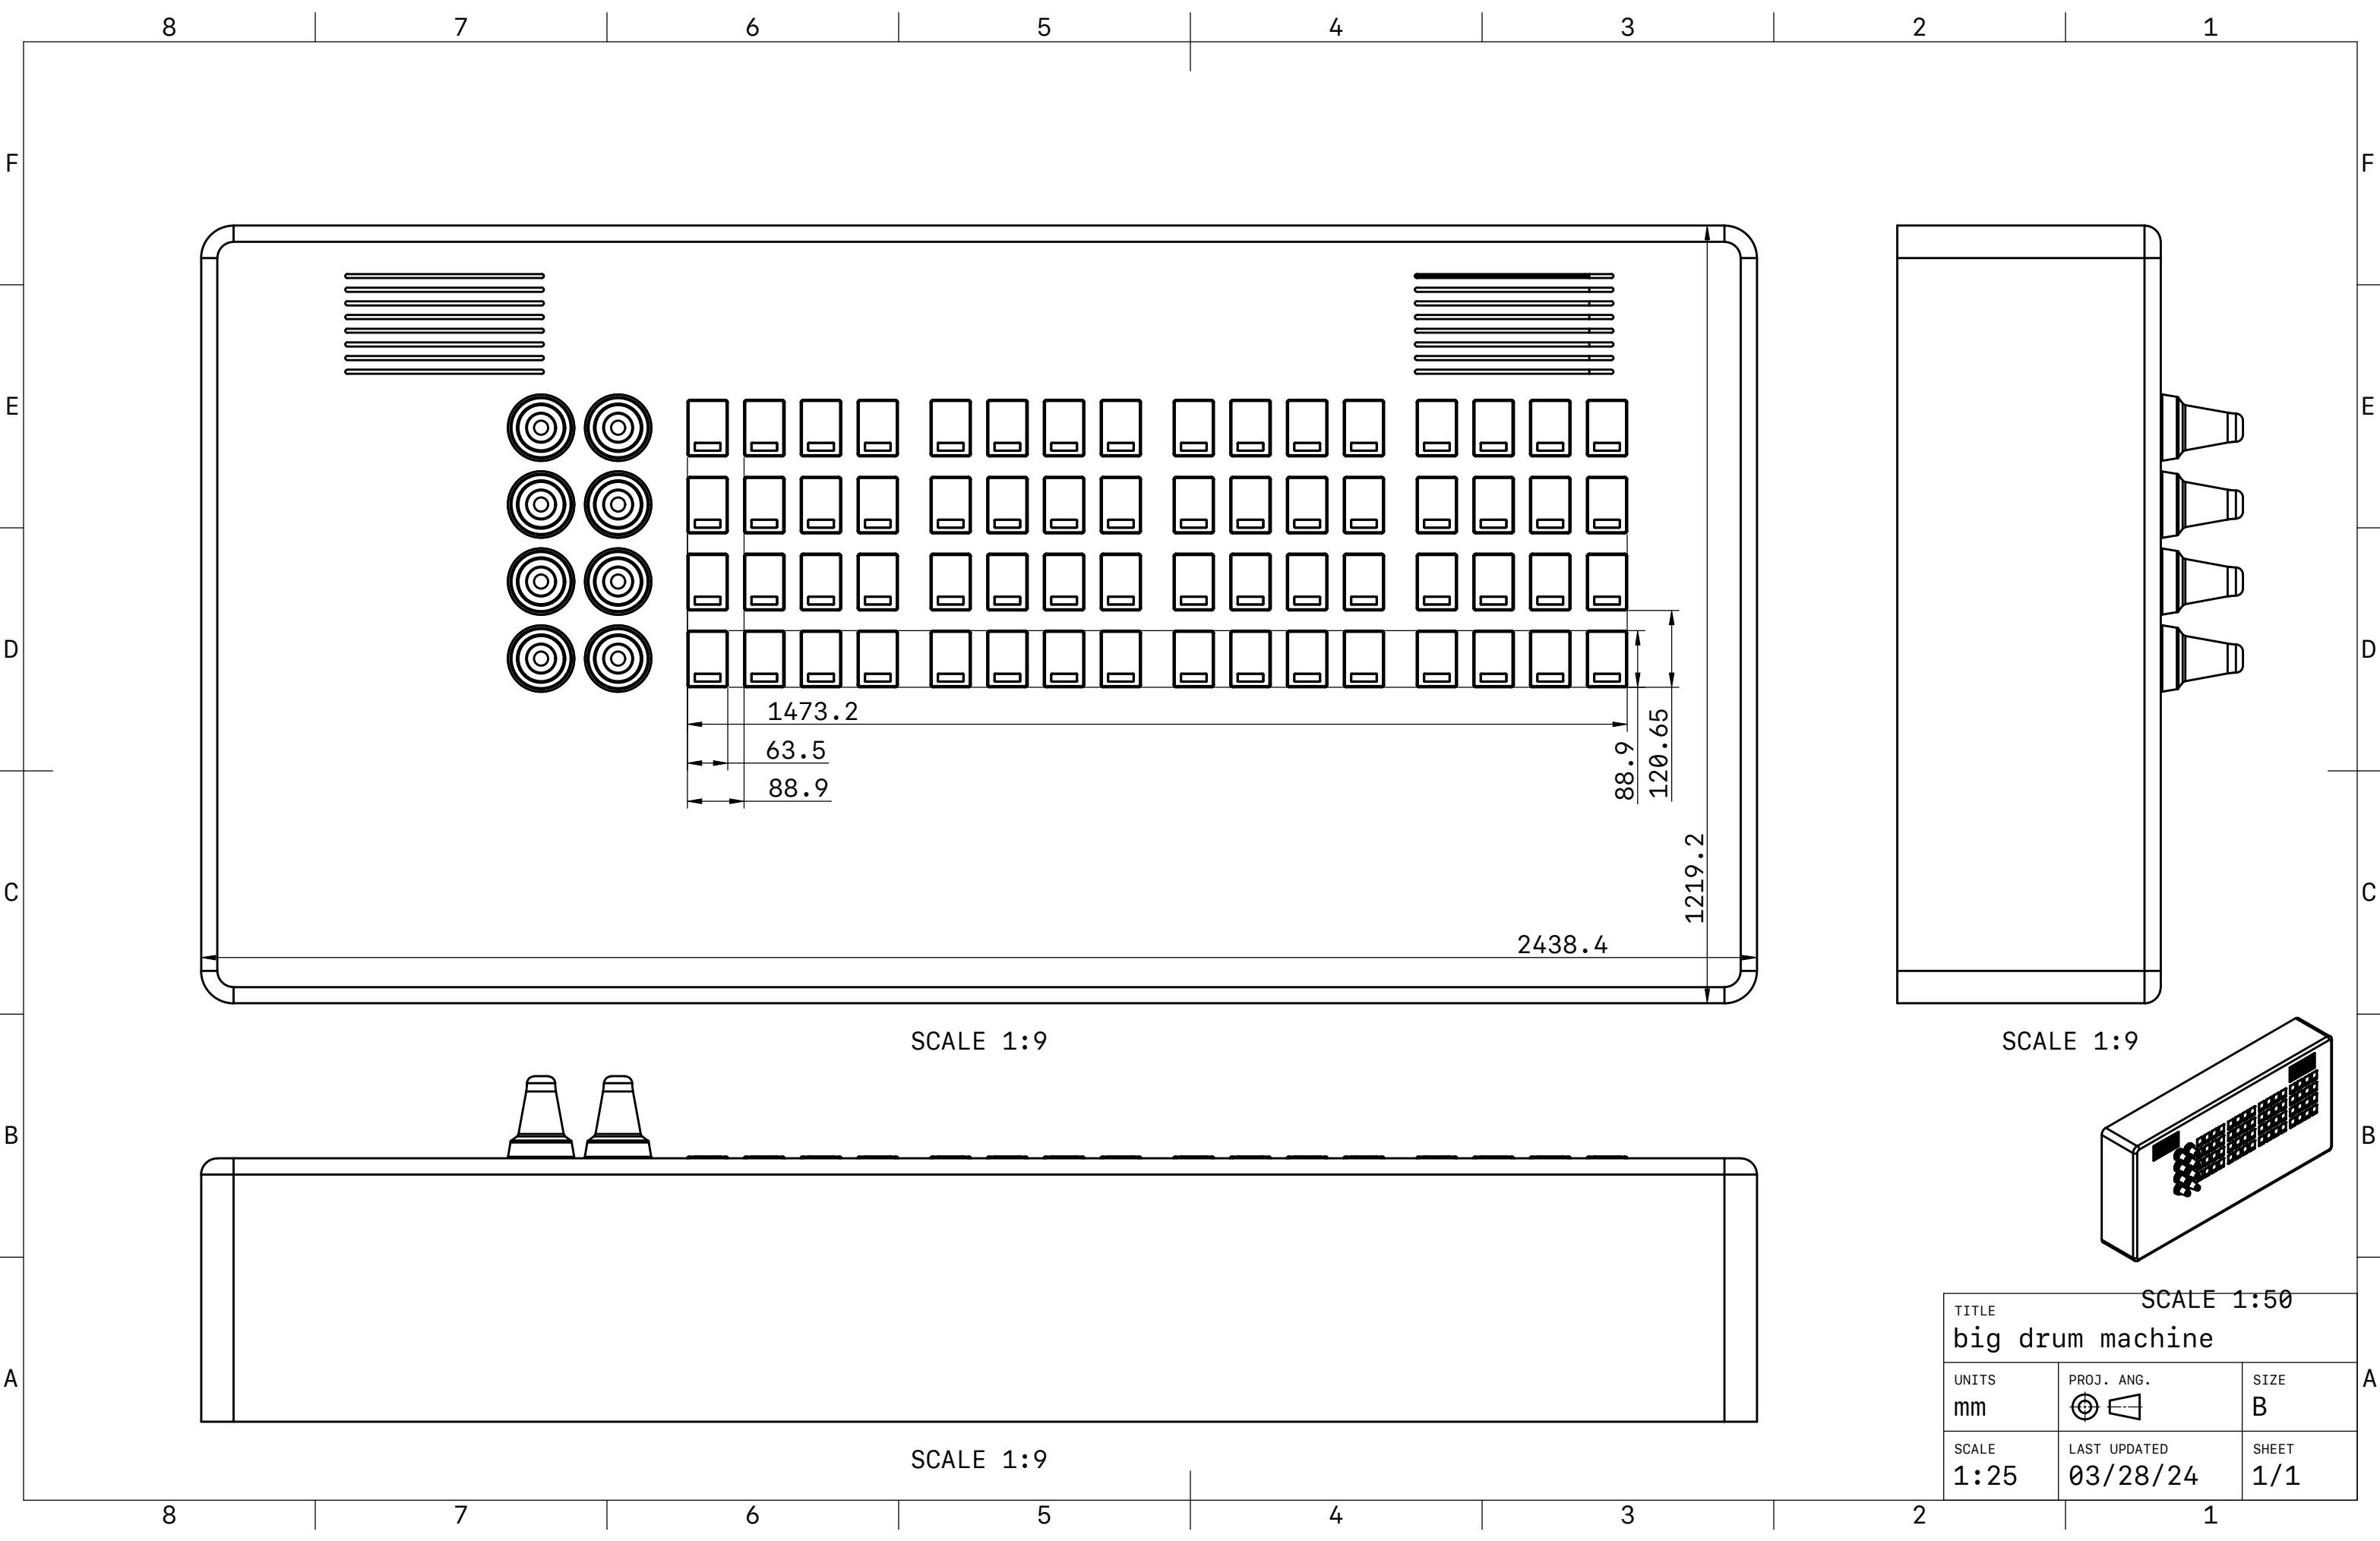 8 7 6 5 4 3 2 1
F F
E E
D D
1473.2
63.5
88.9
88.9
120.65
C C
1219.2
2438.4
SCALE 1:9
SCALE 1:9
B B
SCALE 1:50
TITLE
big drum machine
A A
UNITS PROJ. ANG. SIZE
mm B
SCALE LAST UPDATED SHEET
1:25 03/28/24 1/1
SCALE 1:9
8 7 6 5 4 3 2 1